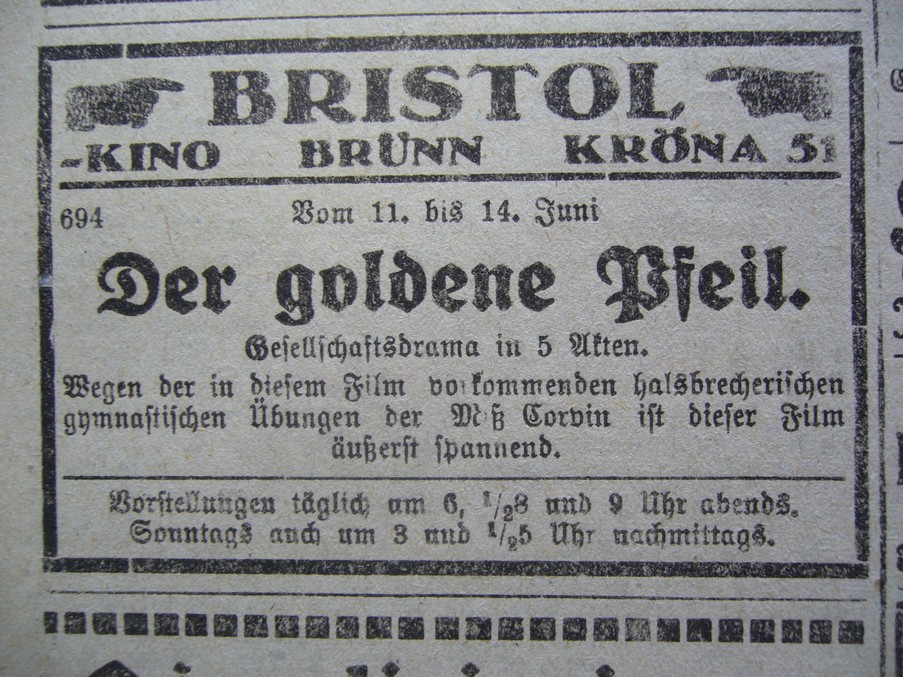 BRISTOL
-KINO BRÜNN KRÖNA 51
694 Vom 11. bis 14. Juni
Der goldene Pfeil.
Gesellschaftsdrama in 5 Akten.
Wegen der in diesem Film vorkommenden halsbrecherischen
gymnastischen Übungen der Miß Corvin ist dieser Film
äußerst spannend.
Vorstellungen täglich um 6, 1/28 und 9 Uhr abends.
Sonntags auch um 3 und 1/25 Uhr nachmittags.